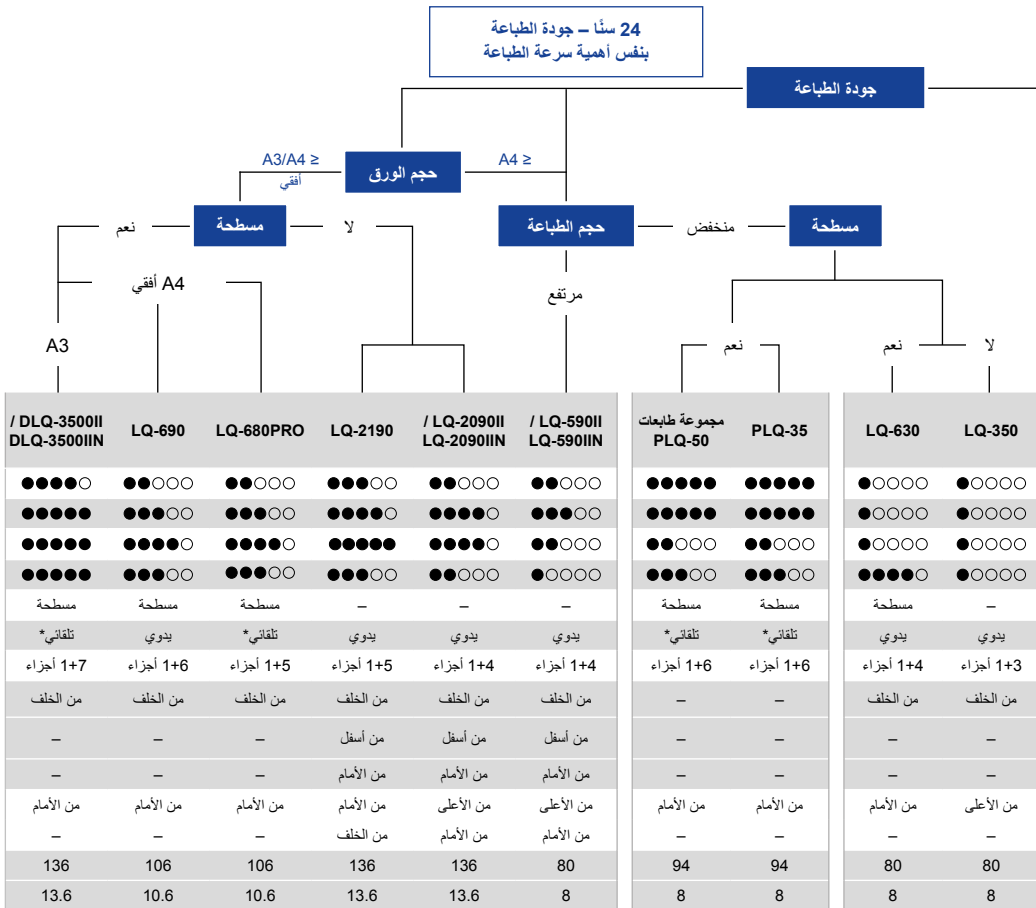 24 سنًا – جودة الطباعة
بنفس أهمية سرعة الطباعة
جودة الطباعة
حجم الورق
A4 ≥
A3/A4 ≤
أفقي
مسطحة
منخفض
حجم الطباعة
لا
مسطحة
نعم
مرتفع
A4 أفقي
لا
نعم
نعم
A3
LQ-350
LQ-630
PLQ-35
مجموعة طابعات
PLQ-50
LQ-590II /
LQ-590IIN
LQ-2090II /
LQ-2090IIN
LQ-2190
LQ-680PRO
LQ-690
DLQ-3500II /
DLQ-3500IIN
●○○○○ ●○○○○ ●●●●● ●●●●● ●●○○○ ●●○○○ ●●●○○ ●●○○○ ●●○○○ ●●●●○
●○○○○ ●○○○○ ●●●●● ●●●●● ●●●○○ ●●●●○ ●●●●○ ●●●○○ ●●●○○ ●●●●●
●○○○○ ●○○○○ ●●○○○ ●●○○○ ●●○○○ ●●●●○ ●●●●● ●●●●○ ●●●●○ ●●●●●
●○○○○ ●●●●○ ●●●○○ ●●●○○ ●○○○○ ●●○○○ ●●●○○ ●●●○○ ●●●○○ ●●●●●
– مسطحة مسطحة مسطحة – – – مسطحة مسطحة مسطحة
يدوي يدوي تلقائي* تلقائي* يدوي يدوي يدوي تلقائي* يدوي تلقائي*
1+3 أجزاء 1+4 أجزاء 1+6 أجزاء 1+6 أجزاء 1+4 أجزاء 1+4 أجزاء 1+5 أجزاء 1+5 أجزاء 1+6 أجزاء 1+7 أجزاء
من الخلف من الخلف – – من الخلف من الخلف من الخلف من الخلف من الخلف من الخلف
– – – – من أسفل من أسفل من أسفل – – –
– – – – من الأمام من الأمام من الأمام – – –
من الأعلى من الأمام من الأمام من الأمام من الأعلى من الأعلى من الأمام من الأمام من الأمام من الأمام
– – – – من الأمام من الأمام من الخلف – – –
80 80 94 94 80 136 136 106 106 136
8 8 8 8 8 13.6 13.6 10.6 10.6 13.6